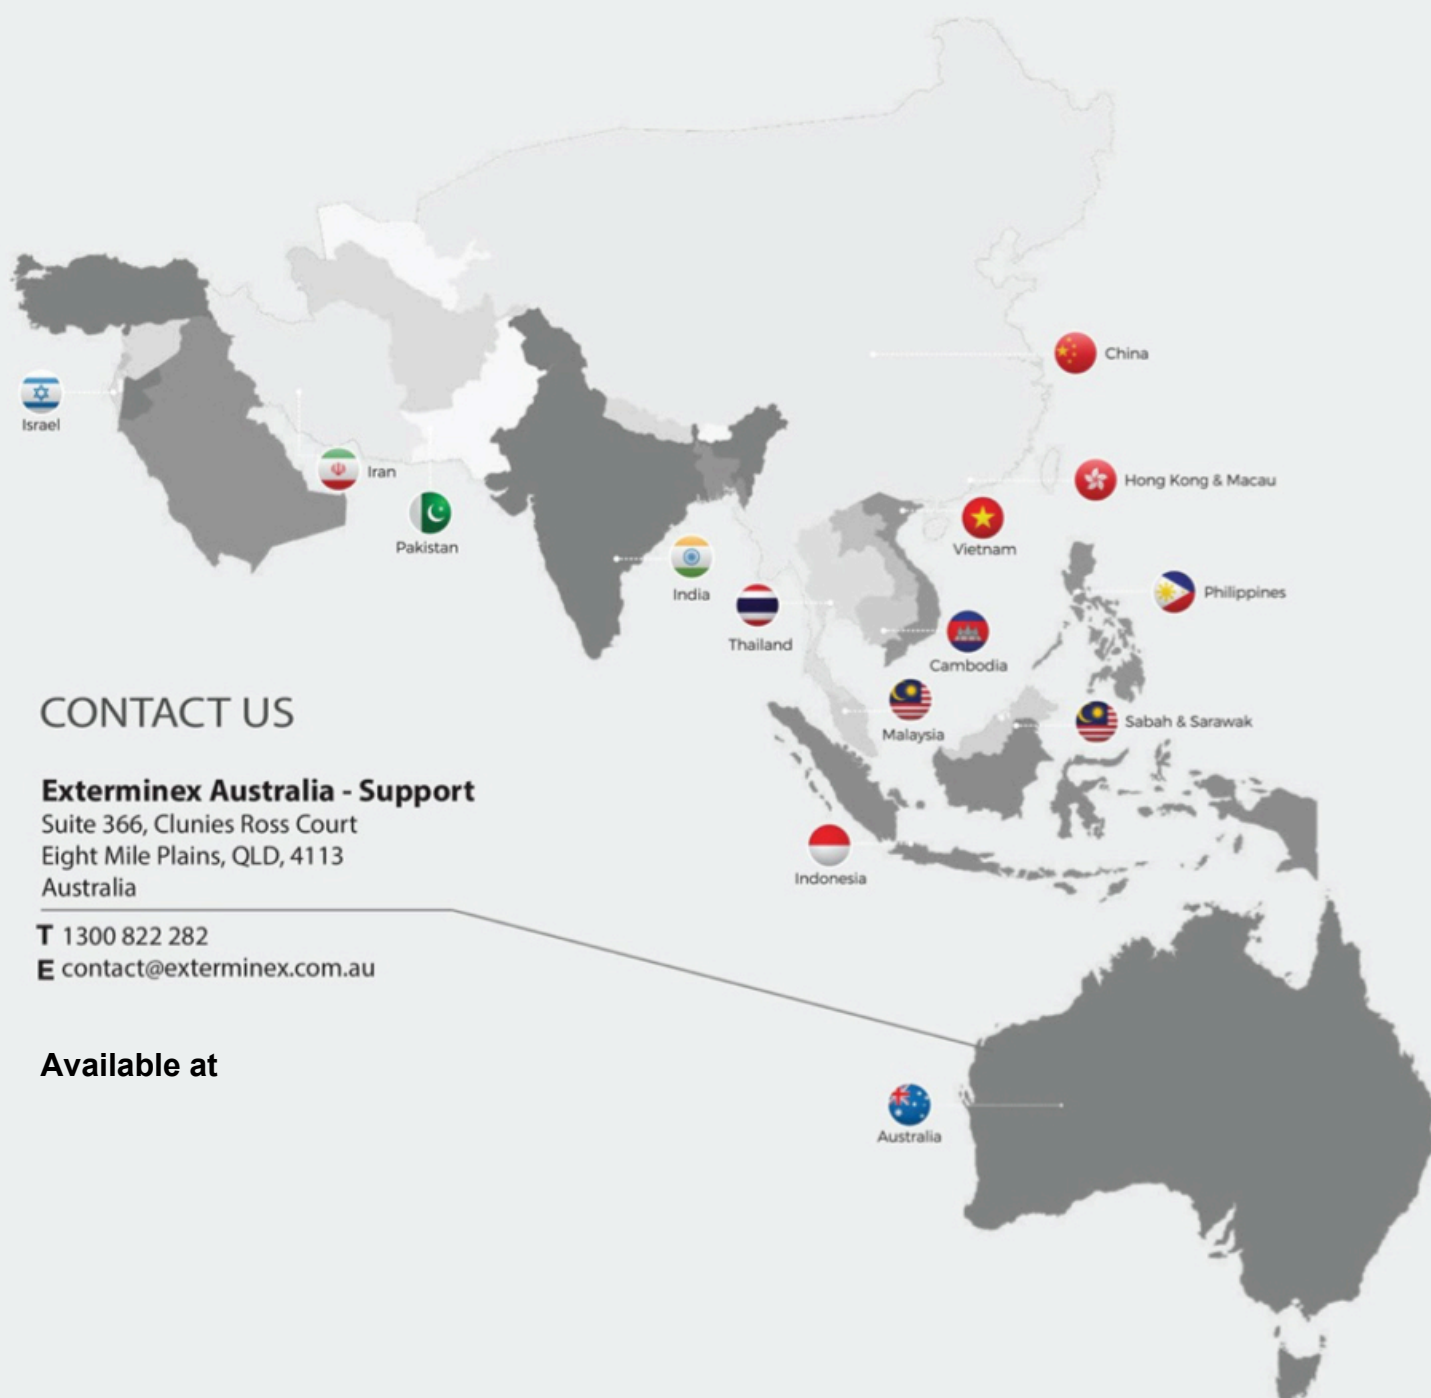 China
Israel
Iran
Hong Kong & Macau
Pakistan
Vietnam
India
Philippines
Thailand
Cambodia
Malaysia
Sabah & Sarawak
Indonesia
CONTACT US
Exterminex Australia - Support
Suite 366, Clunies Ross Court
Eight Mile Plains, QLD, 4113
Australia
T 1300 822 282
E contact@exterminex.com.au
Available at
Australia